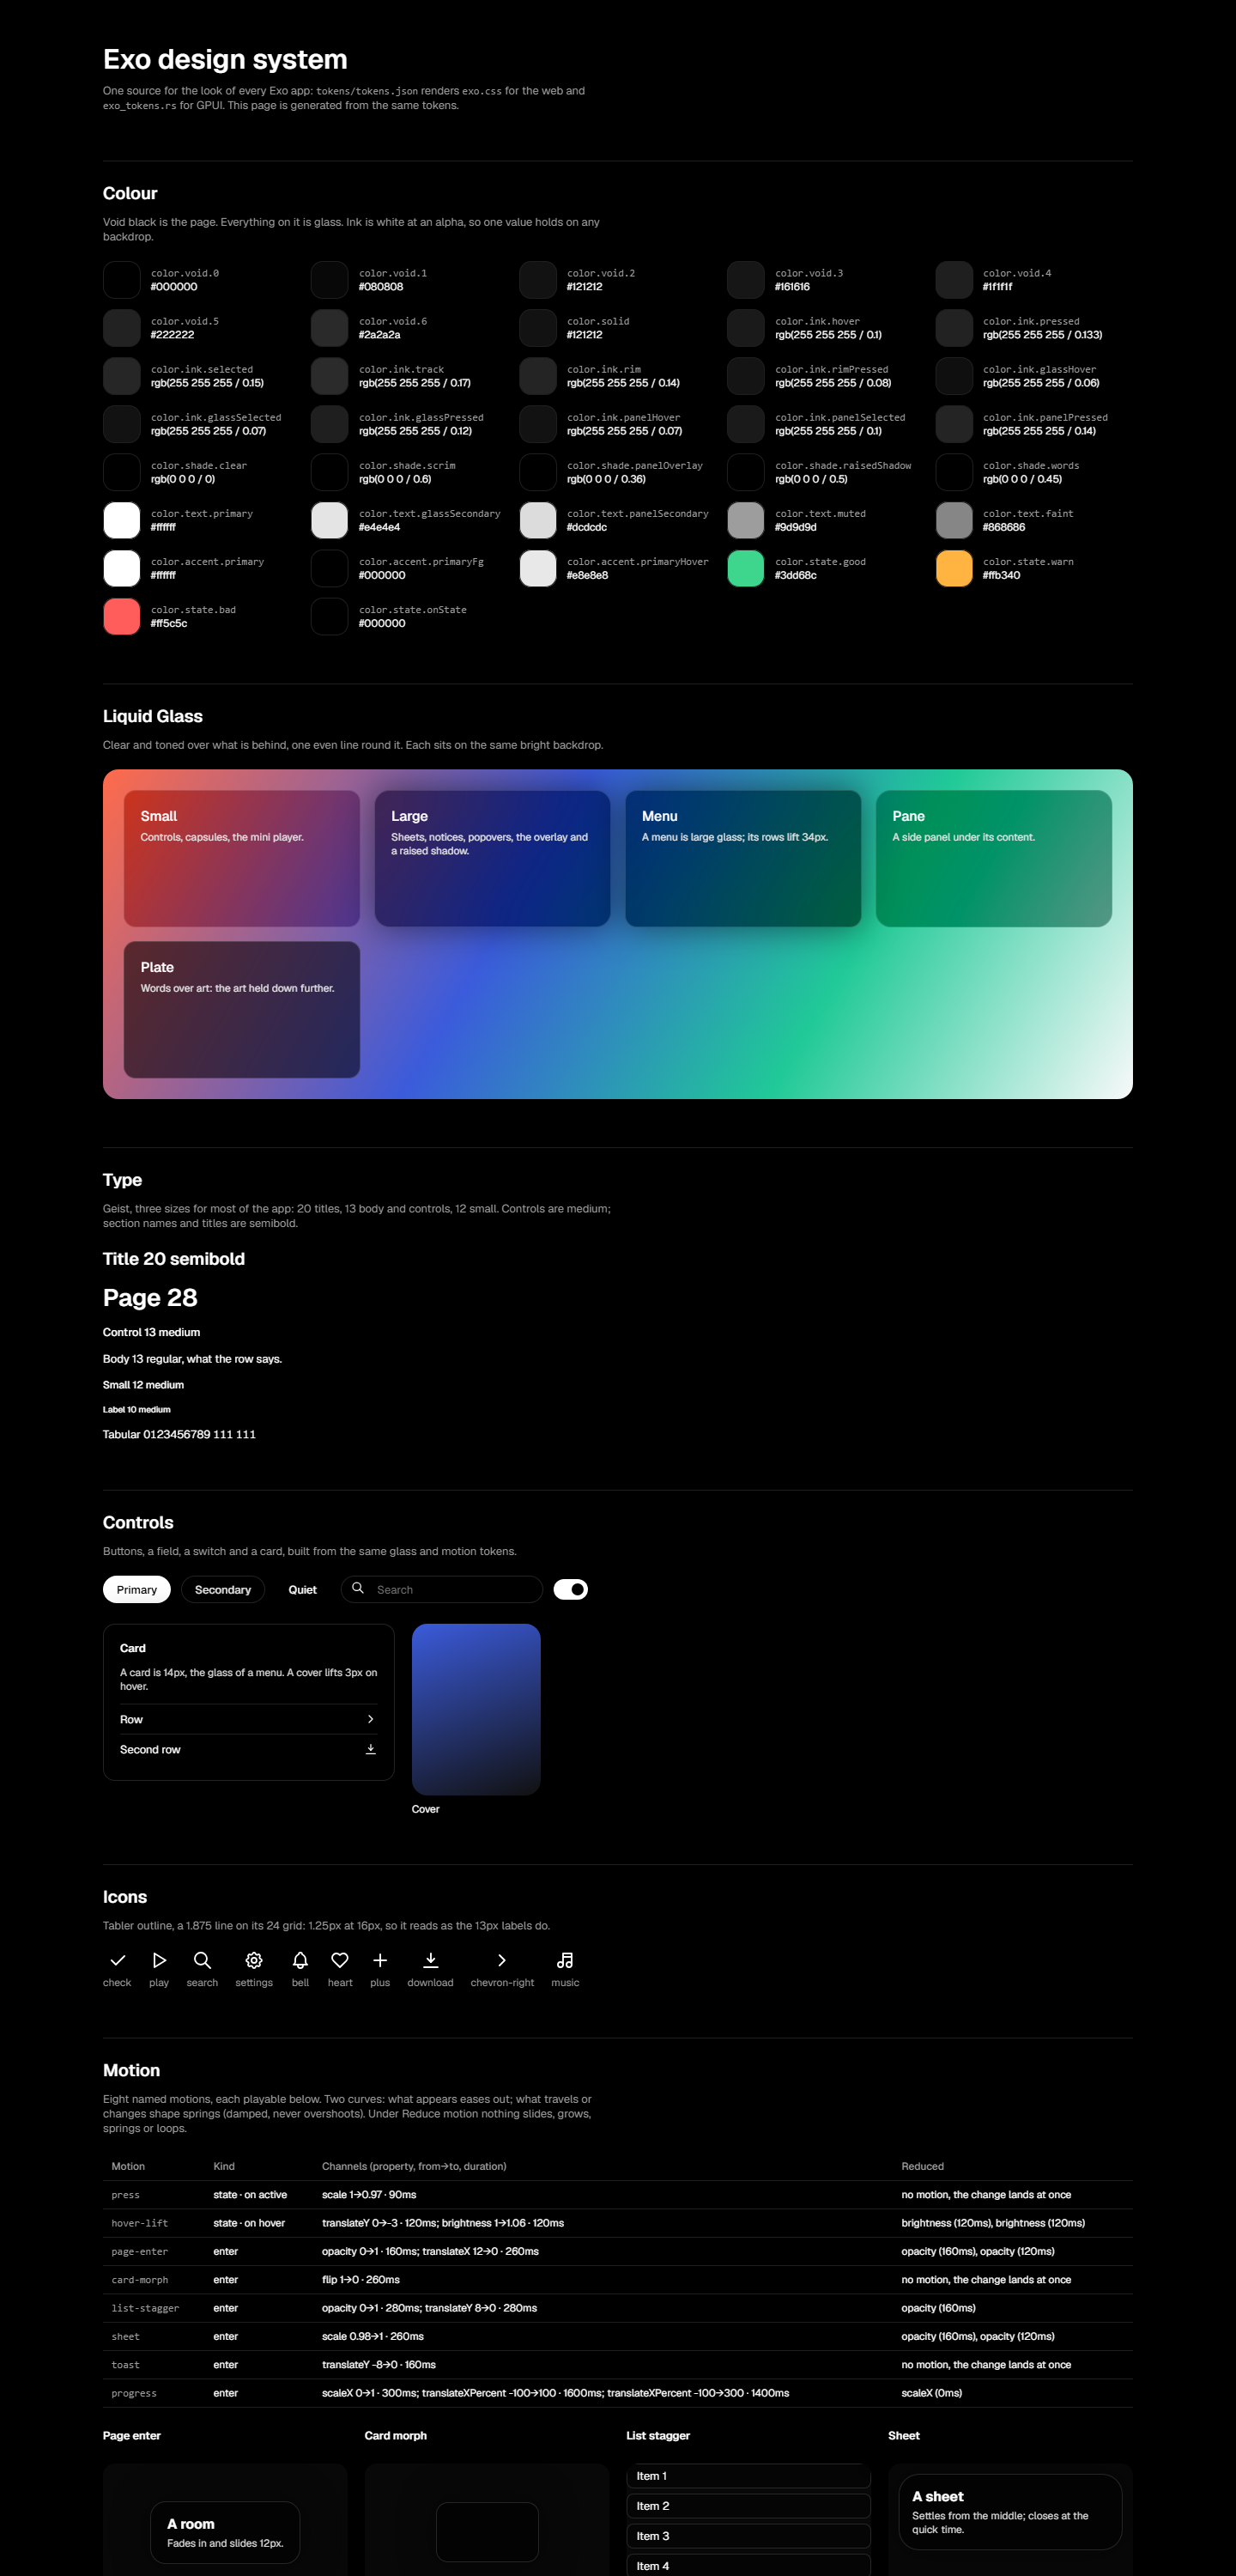 Exo design system
One source for the look of every Exo app: tokens/tokens.json renders exo.css for the web and
exo_tokens.rs for GPUI. This page is generated from the same tokens.
Colour
Void black is the page. Everything on it is glass. Ink is white at an alpha, so one value holds on any
backdrop.
color.void.0
#000000
color.void.1
#080808
color.void.2
#121212
color.void.3
#161616
color.void.4
#1f1f1f
color.void.5
#222222
color.void.6
#2a2a2a
color.solid
#121212
color.ink.hover
rgb(255 255 255 / 0.1)
color.ink.pressed
rgb(255 255 255 / 0.133)
color.ink.selected
rgb(255 255 255 / 0.15)
color.ink.track
rgb(255 255 255 / 0.17)
color.ink.rim
rgb(255 255 255 / 0.14)
color.ink.rimPressed
rgb(255 255 255 / 0.08)
color.ink.glassHover
rgb(255 255 255 / 0.06)
color.ink.glassSelected
rgb(255 255 255 / 0.07)
color.ink.glassPressed
rgb(255 255 255 / 0.12)
color.ink.panelHover
rgb(255 255 255 / 0.07)
color.ink.panelSelected
rgb(255 255 255 / 0.1)
color.ink.panelPressed
rgb(255 255 255 / 0.14)
color.shade.clear
rgb(0 0 0 / 0)
color.shade.scrim
rgb(0 0 0 / 0.6)
color.shade.panelOverlay
rgb(0 0 0 / 0.36)
color.shade.raisedShadow
rgb(0 0 0 / 0.5)
color.shade.words
rgb(0 0 0 / 0.45)
color.text.primary
#ffffff
color.text.glassSecondary
#e4e4e4
color.text.panelSecondary
#dcdcdc
color.text.muted
#9d9d9d
color.text.faint
#868686
color.accent.primary
#ffffff
color.accent.primaryFg
#000000
color.accent.primaryHover
#e8e8e8
color.state.good
#3dd68c
color.state.warn
#ffb340
color.state.bad
#ff5c5c
color.state.onState
#000000
Liquid Glass
Clear and toned over what is behind, one even line round it. Each sits on the same bright backdrop.
Small
Controls, capsules, the mini player.
Large
Sheets, notices, popovers, the overlay and
a raised shadow.
Menu
A menu is large glass; its rows lift 34px.
Pane
A side panel under its content.
Plate
Words over art: the art held down further.
Type
Geist, three sizes for most of the app: 20 titles, 13 body and controls, 12 small. Controls are medium;
section names and titles are semibold.
Title 20 semibold
Page 28
Control 13 medium
Body 13 regular, what the row says.
Small 12 medium
Label 10 medium
Tabular 0123456789 111 111
Controls
Buttons, a field, a switch and a card, built from the same glass and motion tokens.
Primary
Secondary
Quiet
Search
Card
A card is 14px, the glass of a menu. A cover lifts 3px on
hover.
Row
Second row
Cover
Icons
Tabler outline, a 1.875 line on its 24 grid: 1.25px at 16px, so it reads as the 13px labels do.
check
play
search
settings
bell
heart
plus
download
chevron-right
music
Motion
Eight named motions, each playable below. Two curves: what appears eases out; what travels or
changes shape springs (damped, never overshoots). Under Reduce motion nothing slides, grows,
springs or loops.
Motion Kind Channels (property, from→to, duration) Reduced
press state · on active scale 1→0.97 · 90ms no motion, the change lands at once
hover-lift state · on hover translateY 0→-3 · 120ms; brightness 1→1.06 · 120ms brightness (120ms), brightness (120ms)
page-enter enter opacity 0→1 · 160ms; translateX 12→0 · 260ms opacity (160ms), opacity (120ms)
card-morph enter flip 1→0 · 260ms no motion, the change lands at once
list-stagger enter opacity 0→1 · 280ms; translateY 8→0 · 280ms opacity (160ms)
sheet enter scale 0.98→1 · 260ms opacity (160ms), opacity (120ms)
toast enter translateY -8→0 · 160ms no motion, the change lands at once
progress enter scaleX 0→1 · 300ms; translateXPercent -100→100 · 1600ms; translateXPercent -100→300 · 1400ms scaleX (0ms)
Page enter
A room
Fades in and slides 12px.
Card morph
List stagger
Item 1
Item 2
Item 3
Item 4
Sheet
A sheet
Settles from the middle; closes at the
quick time.